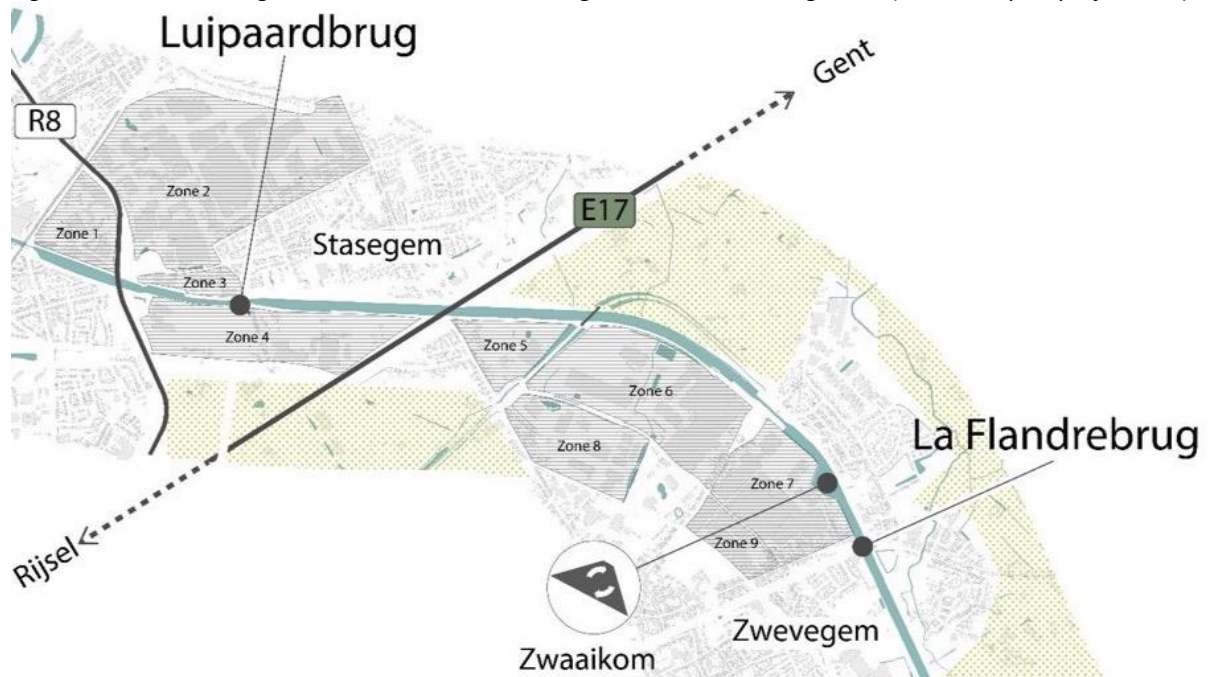 Luipaardbrug
Gent
R8
Zone 2
E17
Zone 1
Stasegem
Zone 3
Zone 4
Zone 5
Zone 6
La Flandrebrug
Zone 8
Zone 7
Zone 9
Rijsel
Zwevegem
Zwaaikom